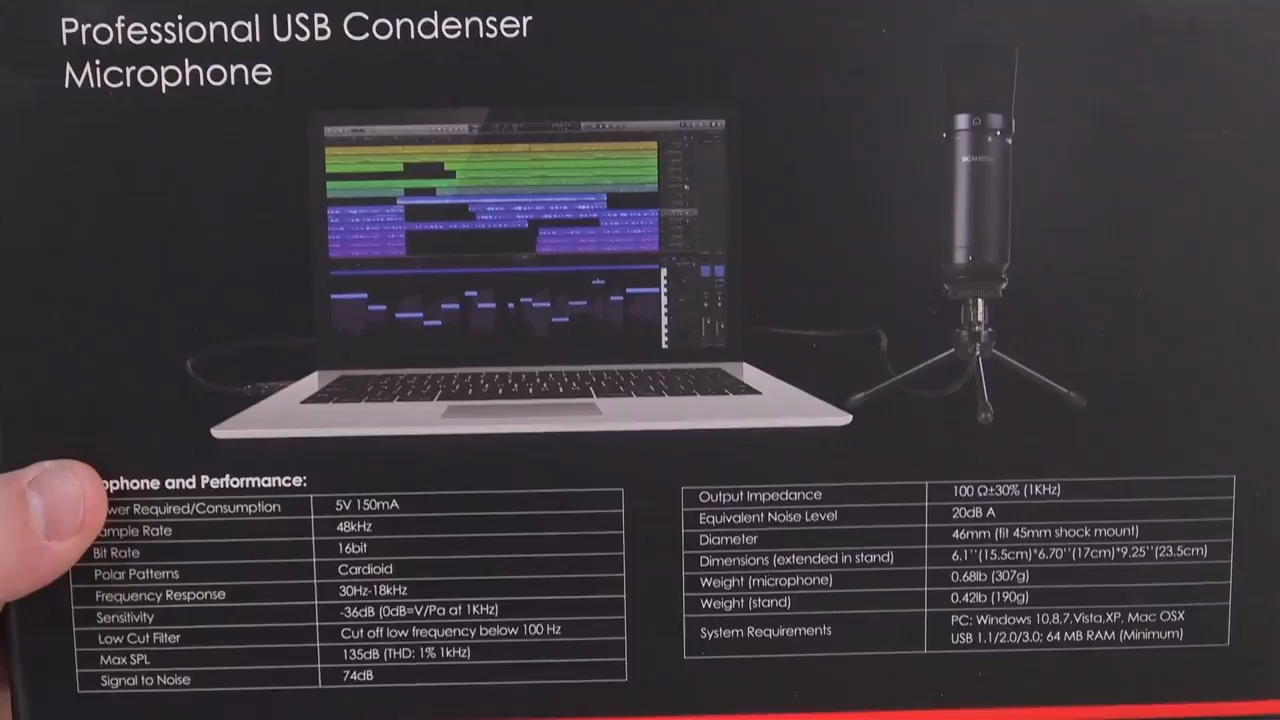 Professional USB Condenser
Microphone
ophone and Performance:
wer Required/Consumption 5V 150mA
ample Rate 48kHz
Bit Rate 16bit
Polar Patterns Cardioid
Frequency Response 30Hz-18kHz
Sensitivity -36dB (0dB=V/Pa at 1KHz)
Low Cut Filter Cut off low frequency below 100 Hz
Max SPL 135dB (THD: 1% 1kHz)
Signal to Noise 74dB
Output Impedance 100 Ω±30% (1KHz)
Equivalent Noise Level 20dB A
Diameter 46mm (fit 45mm shock mount)
Dimensions (extended in stand) 6.1''(15.5cm)*6.70''(17cm)*9.25''(23.5cm)
Weight (microphone) 0.68lb (307g)
Weight (stand) 0.42lb (190g)
System Requirements PC: Windows 10,8,7,Vista,XP, Mac OSX
USB 1.1/2.0/3.0; 64 MB RAM (Minimum)